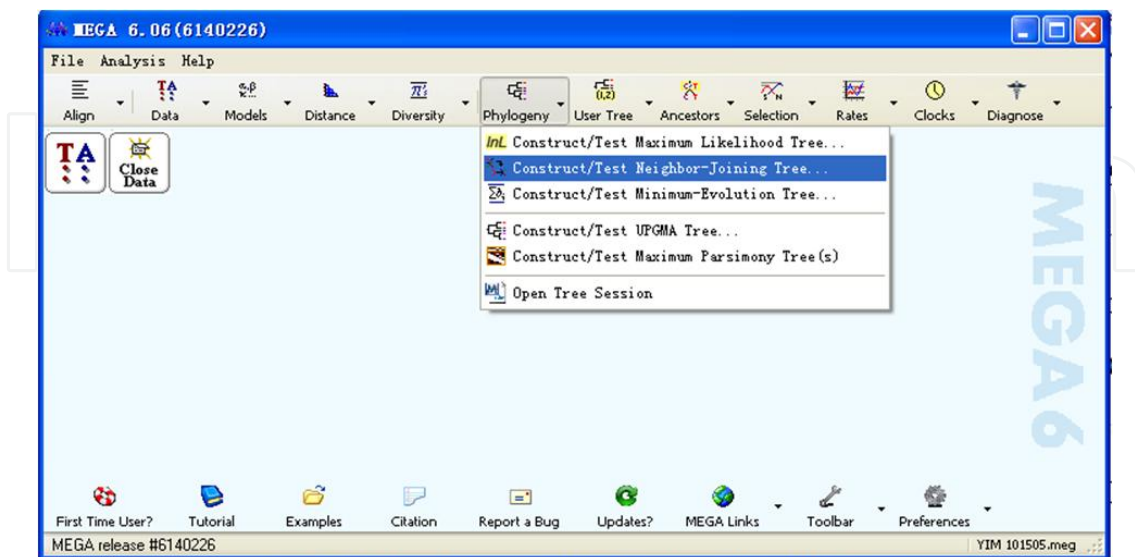 MEGA 6.06(6140226)
File Analysis Help
Align Data Models Distance Diversity Phylogeny User Tree Ancestors Selection Rates Clocks Diagnose
TA
Close
Data
lnL Construct/Test Maximum Likelihood Tree...
Construct/Test Neighbor-Joining Tree...
Construct/Test Minimum-Evolution Tree...
Construct/Test UPGMA Tree...
Construct/Test Maximum Parsimony Tree(s)
Open Tree Session
MEGA6
First Time User? Tutorial Examples Citation Report a Bug Updates? MEGA Links Toolbar Preferences
MEGA release #6140226 YIM 101505.meg